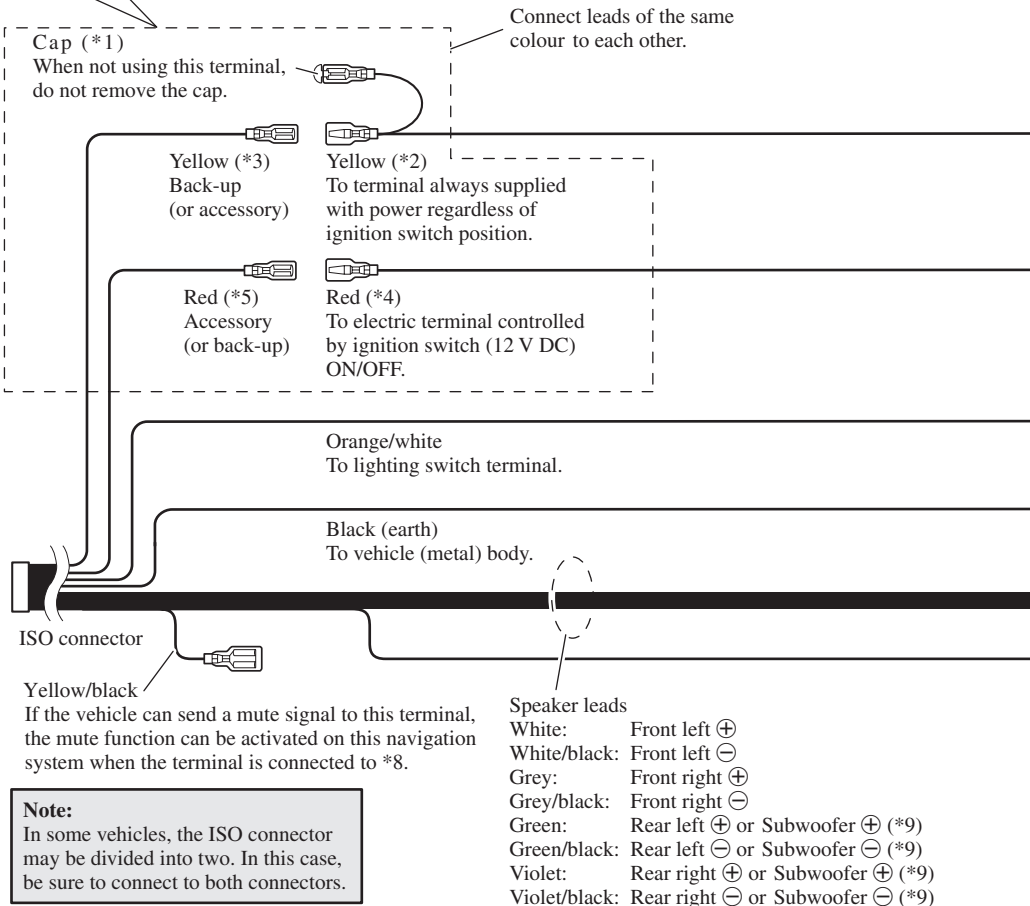 Connect leads of the same
colour to each other.
Cap (*1)
When not using this terminal,
do not remove the cap.
Yellow (*3)
Back-up
(or accessory)
Yellow (*2)
To terminal always supplied
with power regardless of
ignition switch position.
Red (*5)
Accessory
(or back-up)
Red (*4)
To electric terminal controlled
by ignition switch (12 V DC)
ON/OFF.
Orange/white
To lighting switch terminal.
Black (earth)
To vehicle (metal) body.
ISO connector
Yellow/black
If the vehicle can send a mute signal to this terminal,
the mute function can be activated on this navigation
system when the terminal is connected to *8.
Note:
In some vehicles, the ISO connector
may be divided into two. In this case,
be sure to connect to both connectors.
Speaker leads
White: Front left ⊕
White/black: Front left ⊖
Grey: Front right ⊕
Grey/black: Front right ⊖
Green: Rear left ⊕ or Subwoofer ⊕ (*9)
Green/black: Rear left ⊖ or Subwoofer ⊖ (*9)
Violet: Rear right ⊕ or Subwoofer ⊕ (*9)
Violet/black: Rear right ⊖ or Subwoofer ⊖ (*9)